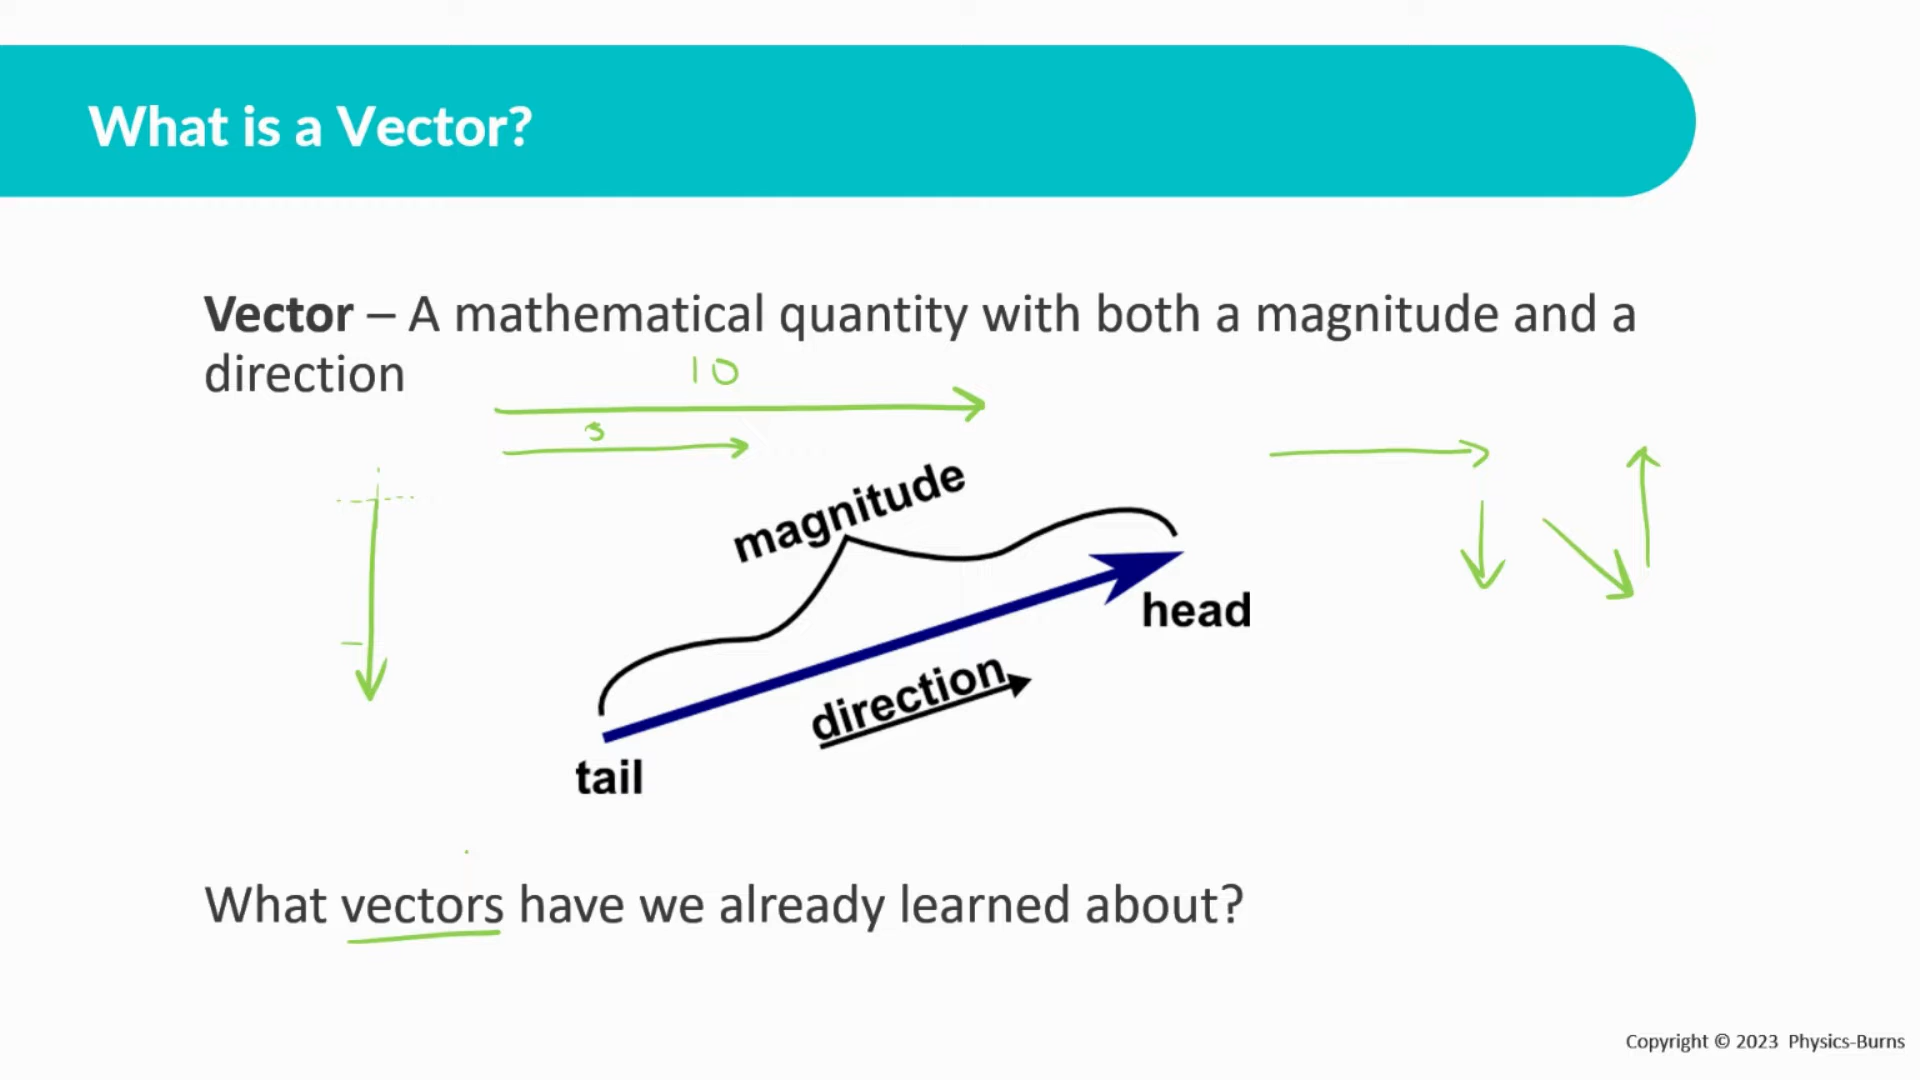 What is a Vector?
Vector – A mathematical quantity with both a magnitude and a
direction
10
magnitude
head
direction
tail
What vectors have we already learned about?
Copyright © 2023 Physics-Burns